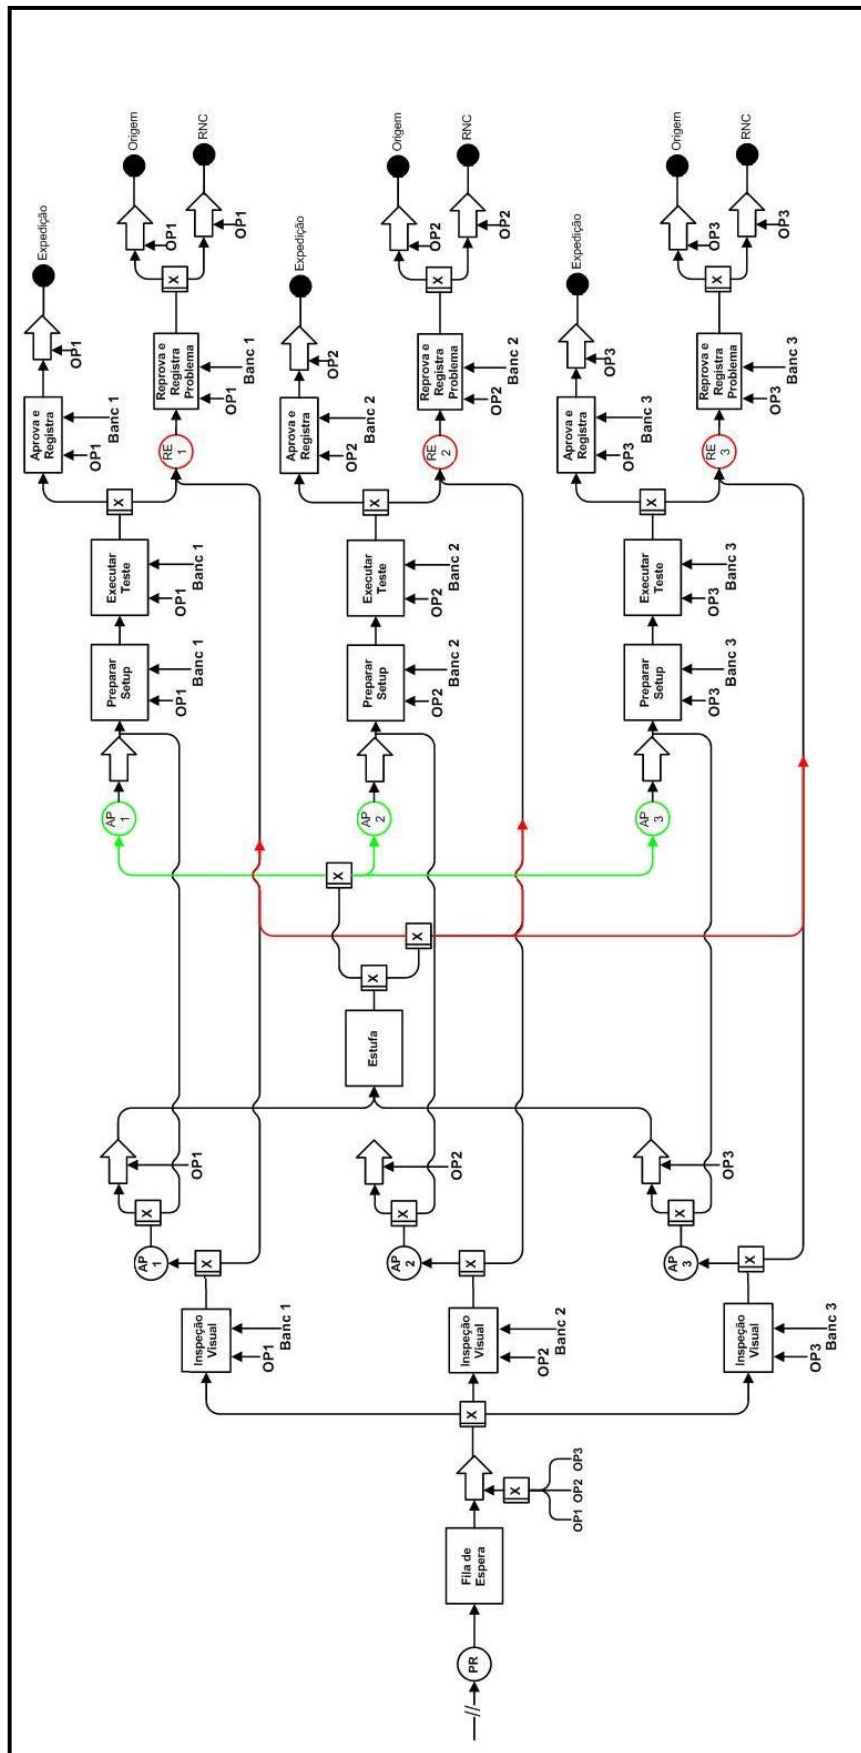 PR
Fila de
Espera
X
OP1 OP2 OP3
X
Inspeção
Visual
OP1
Banc 1
X
AP
1
X
OP1
AP
1
Preparar
Setup
OP1
Banc 1
Executar
Teste
OP1
Banc 1
X
Aprova e
Registra
OP1
Banc 1
OP1
Expedição
RE
1
Reprova e
Registra
Problema
OP1
Banc 1
X
OP1
Origem
OP1
RNC
Inspeção
Visual
OP2
Banc 2
X
AP
2
X
OP2
Estufa
X
X
X
AP
2
Preparar
Setup
OP2
Banc 2
Executar
Teste
OP2
Banc 2
X
Aprova e
Registra
OP2
Banc 2
OP2
Expedição
RE
2
Reprova e
Registra
Problema
OP2
Banc 2
X
OP2
Origem
OP2
RNC
Inspeção
Visual
OP3
Banc 3
X
AP
3
X
OP3
AP
3
Preparar
Setup
OP3
Banc 3
Executar
Teste
OP3
Banc 3
X
Aprova e
Registra
OP3
Banc 3
OP3
Expedição
RE
3
Reprova e
Registra
Problema
OP3
Banc 3
X
OP3
Origem
OP3
RNC